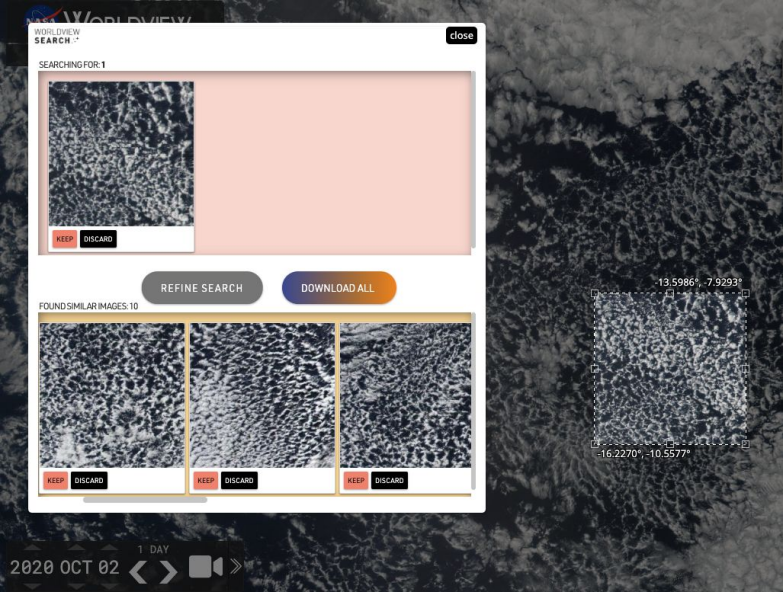 NASA WORLDVIEW
WORLDVIEW
SEARCH
close
SEARCHING FOR: 1
KEEP DISCARD
REFINE SEARCH DOWNLOAD ALL
FOUND SIMILAR IMAGES: 10
KEEP DISCARD KEEP DISCARD KEEP DISCARD
-13.5986°, -7.9293°
-16.2270°, -10.5577°
1 DAY
2020 OCT 02